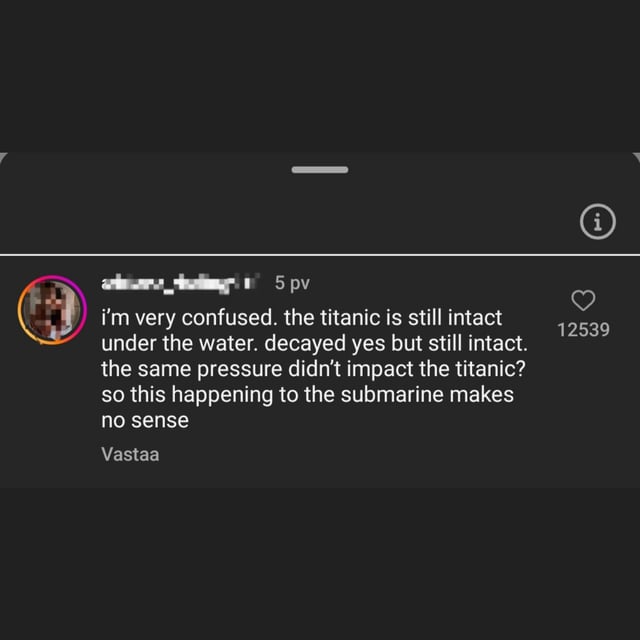 5 pv
i'm very confused. the titanic is still intact
under the water. decayed yes but still intact.
the same pressure didn't impact the titanic?
so this happening to the submarine makes
no sense
12539
Vastaa